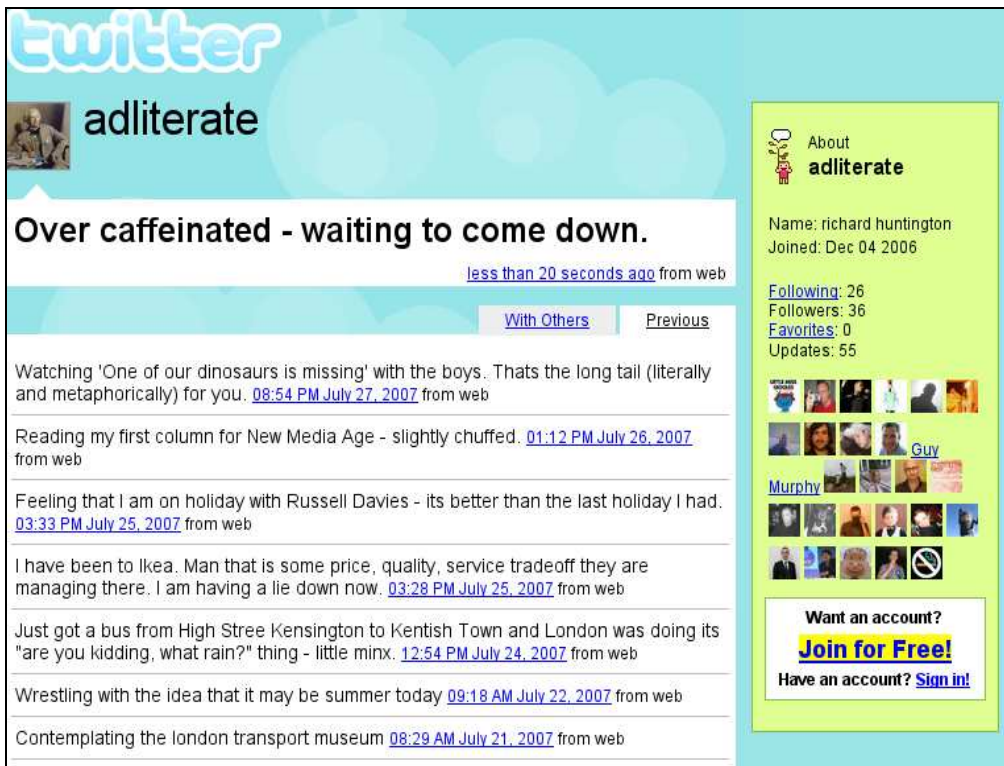 twitter
adliterate
Over caffeinated - waiting to come down.
less than 20 seconds ago from web
With Others Previous
Watching 'One of our dinosaurs is missing' with the boys. Thats the long tail (literally
and metaphorically) for you. 08:54 PM July 27, 2007 from web
Reading my first column for New Media Age - slightly chuffed. 01:12 PM July 26, 2007
from web
Feeling that I am on holiday with Russell Davies - its better than the last holiday I had.
03:33 PM July 25, 2007 from web
I have been to Ikea. Man that is some price, quality, service tradeoff they are
managing there. I am having a lie down now. 03:28 PM July 25, 2007 from web
Just got a bus from High Stree Kensington to Kentish Town and London was doing its
"are you kidding, what rain?" thing - little minx. 12:54 PM July 24, 2007 from web
Wrestling with the idea that it may be summer today 09:18 AM July 22, 2007 from web
Contemplating the london transport museum 08:29 AM July 21, 2007 from web
About
adliterate
Name: richard huntington
Joined: Dec 04 2006
Following: 26
Followers: 36
Favorites: 0
Updates: 55
Guy
Murphy
Want an account?
Join for Free!
Have an account? Sign in!